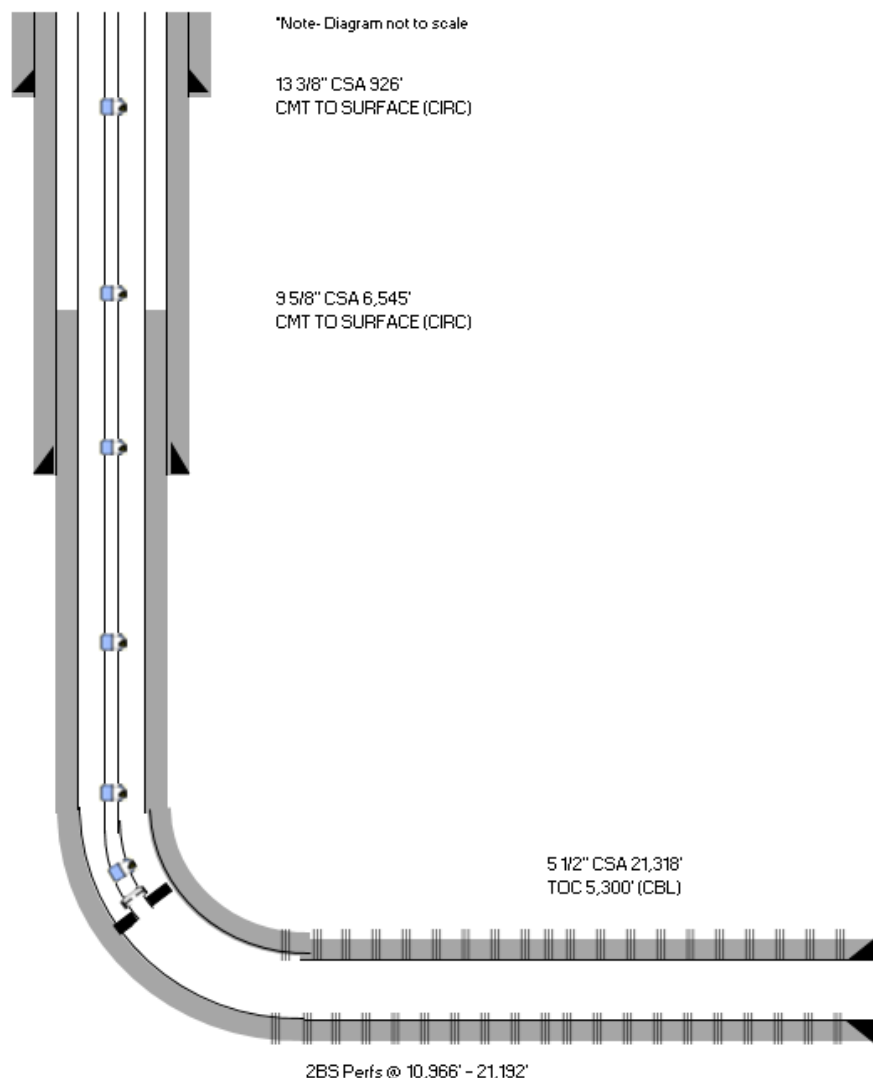 "Note- Diagram not to scale
13 3/8" CSA 926'
CMT TO SURFACE (CIRC)
9 5/8" CSA 6,545'
CMT TO SURFACE (CIRC)
5 1/2" CSA 21,318'
TOC 5,300' (CBL)
2BS Perfs @ 10,966' - 21,192'